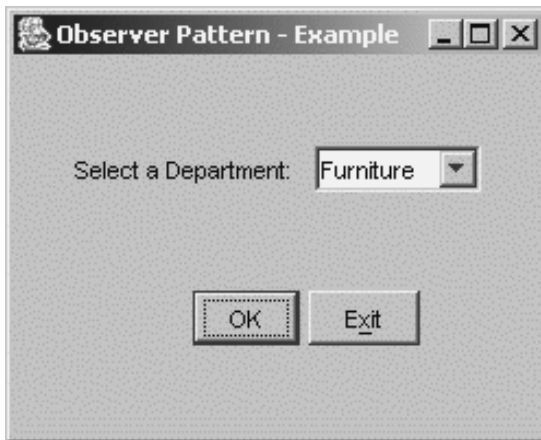 Observer Pattern - Example
Select a Department: Furniture
OK Exit